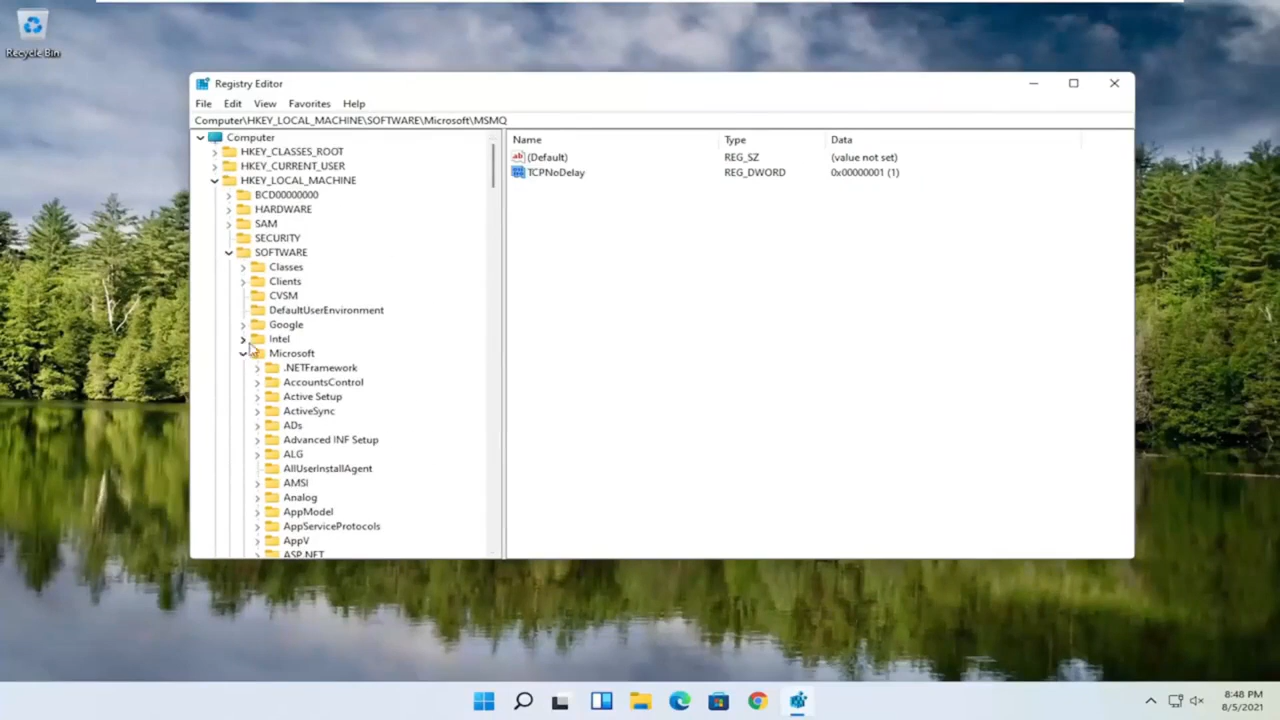 Recycle Bin
Registry Editor
File Edit View Favorites Help
Computer\HKEY_LOCAL_MACHINE\SOFTWARE\Microsoft\MSMQ
Computer
HKEY_CLASSES_ROOT
HKEY_CURRENT_USER
HKEY_LOCAL_MACHINE
BCD00000000
HARDWARE
SAM
SECURITY
SOFTWARE
Classes
Clients
CVSM
DefaultUserEnvironment
Google
Intel
Microsoft
.NETFramework
AccountsControl
Active Setup
ActiveSync
ADs
Advanced INF Setup
ALG
AllUserInstallAgent
AMSI
Analog
AppModel
AppServiceProtocols
AppV
ASP.NET
Name Type Data
ab (Default) REG_SZ (value not set)
TCPNoDelay REG_DWORD 0x00000001 (1)
8:48 PM
8/5/2021